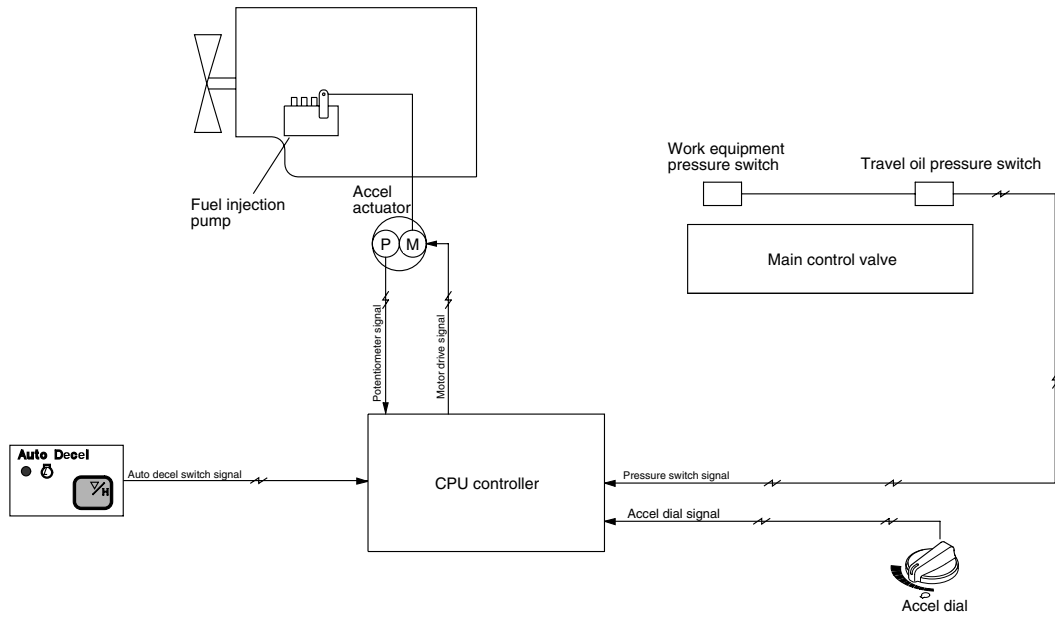 Work equipment
pressure switch
Travel oil pressure switch
Fuel injection
pump
Accel
actuator
P
M
Main control valve
Potentiometer signal
Motor drive signal
Auto Decel
/H
Auto decel switch signal
CPU controller
Pressure switch signal
Accel dial signal
Accel dial